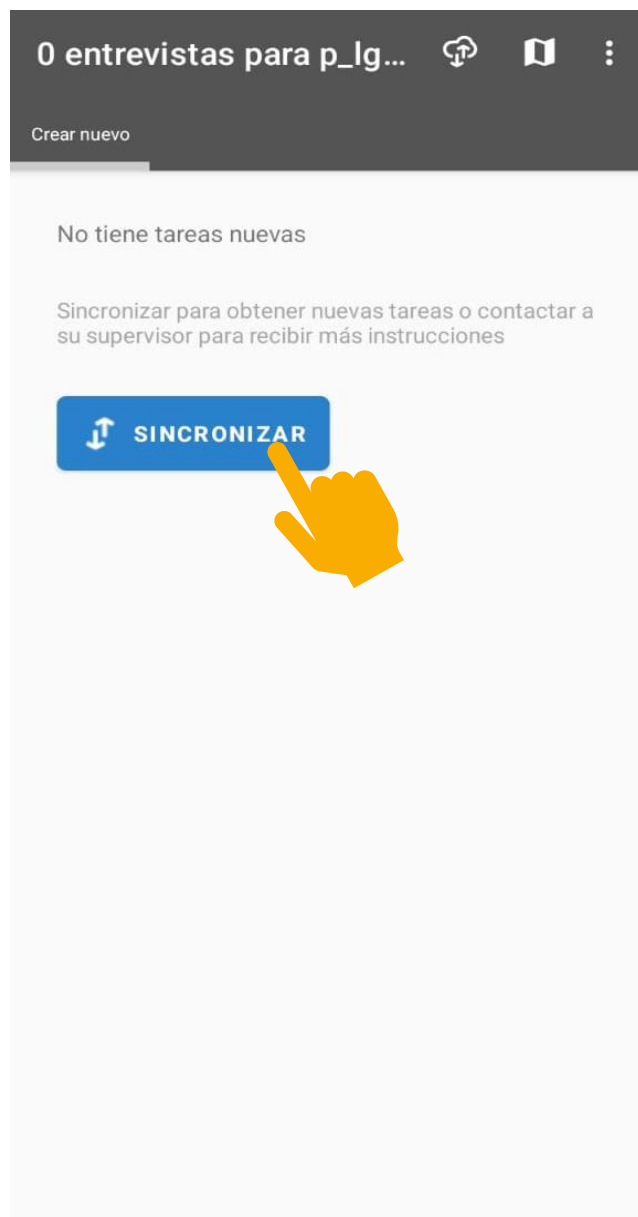 0 entrevistas para p_lg...
Crear nuevo
No tiene tareas nuevas
Sincronizar para obtener nuevas tareas o contactar a
su supervisor para recibir más instrucciones
SINCRONIZAR